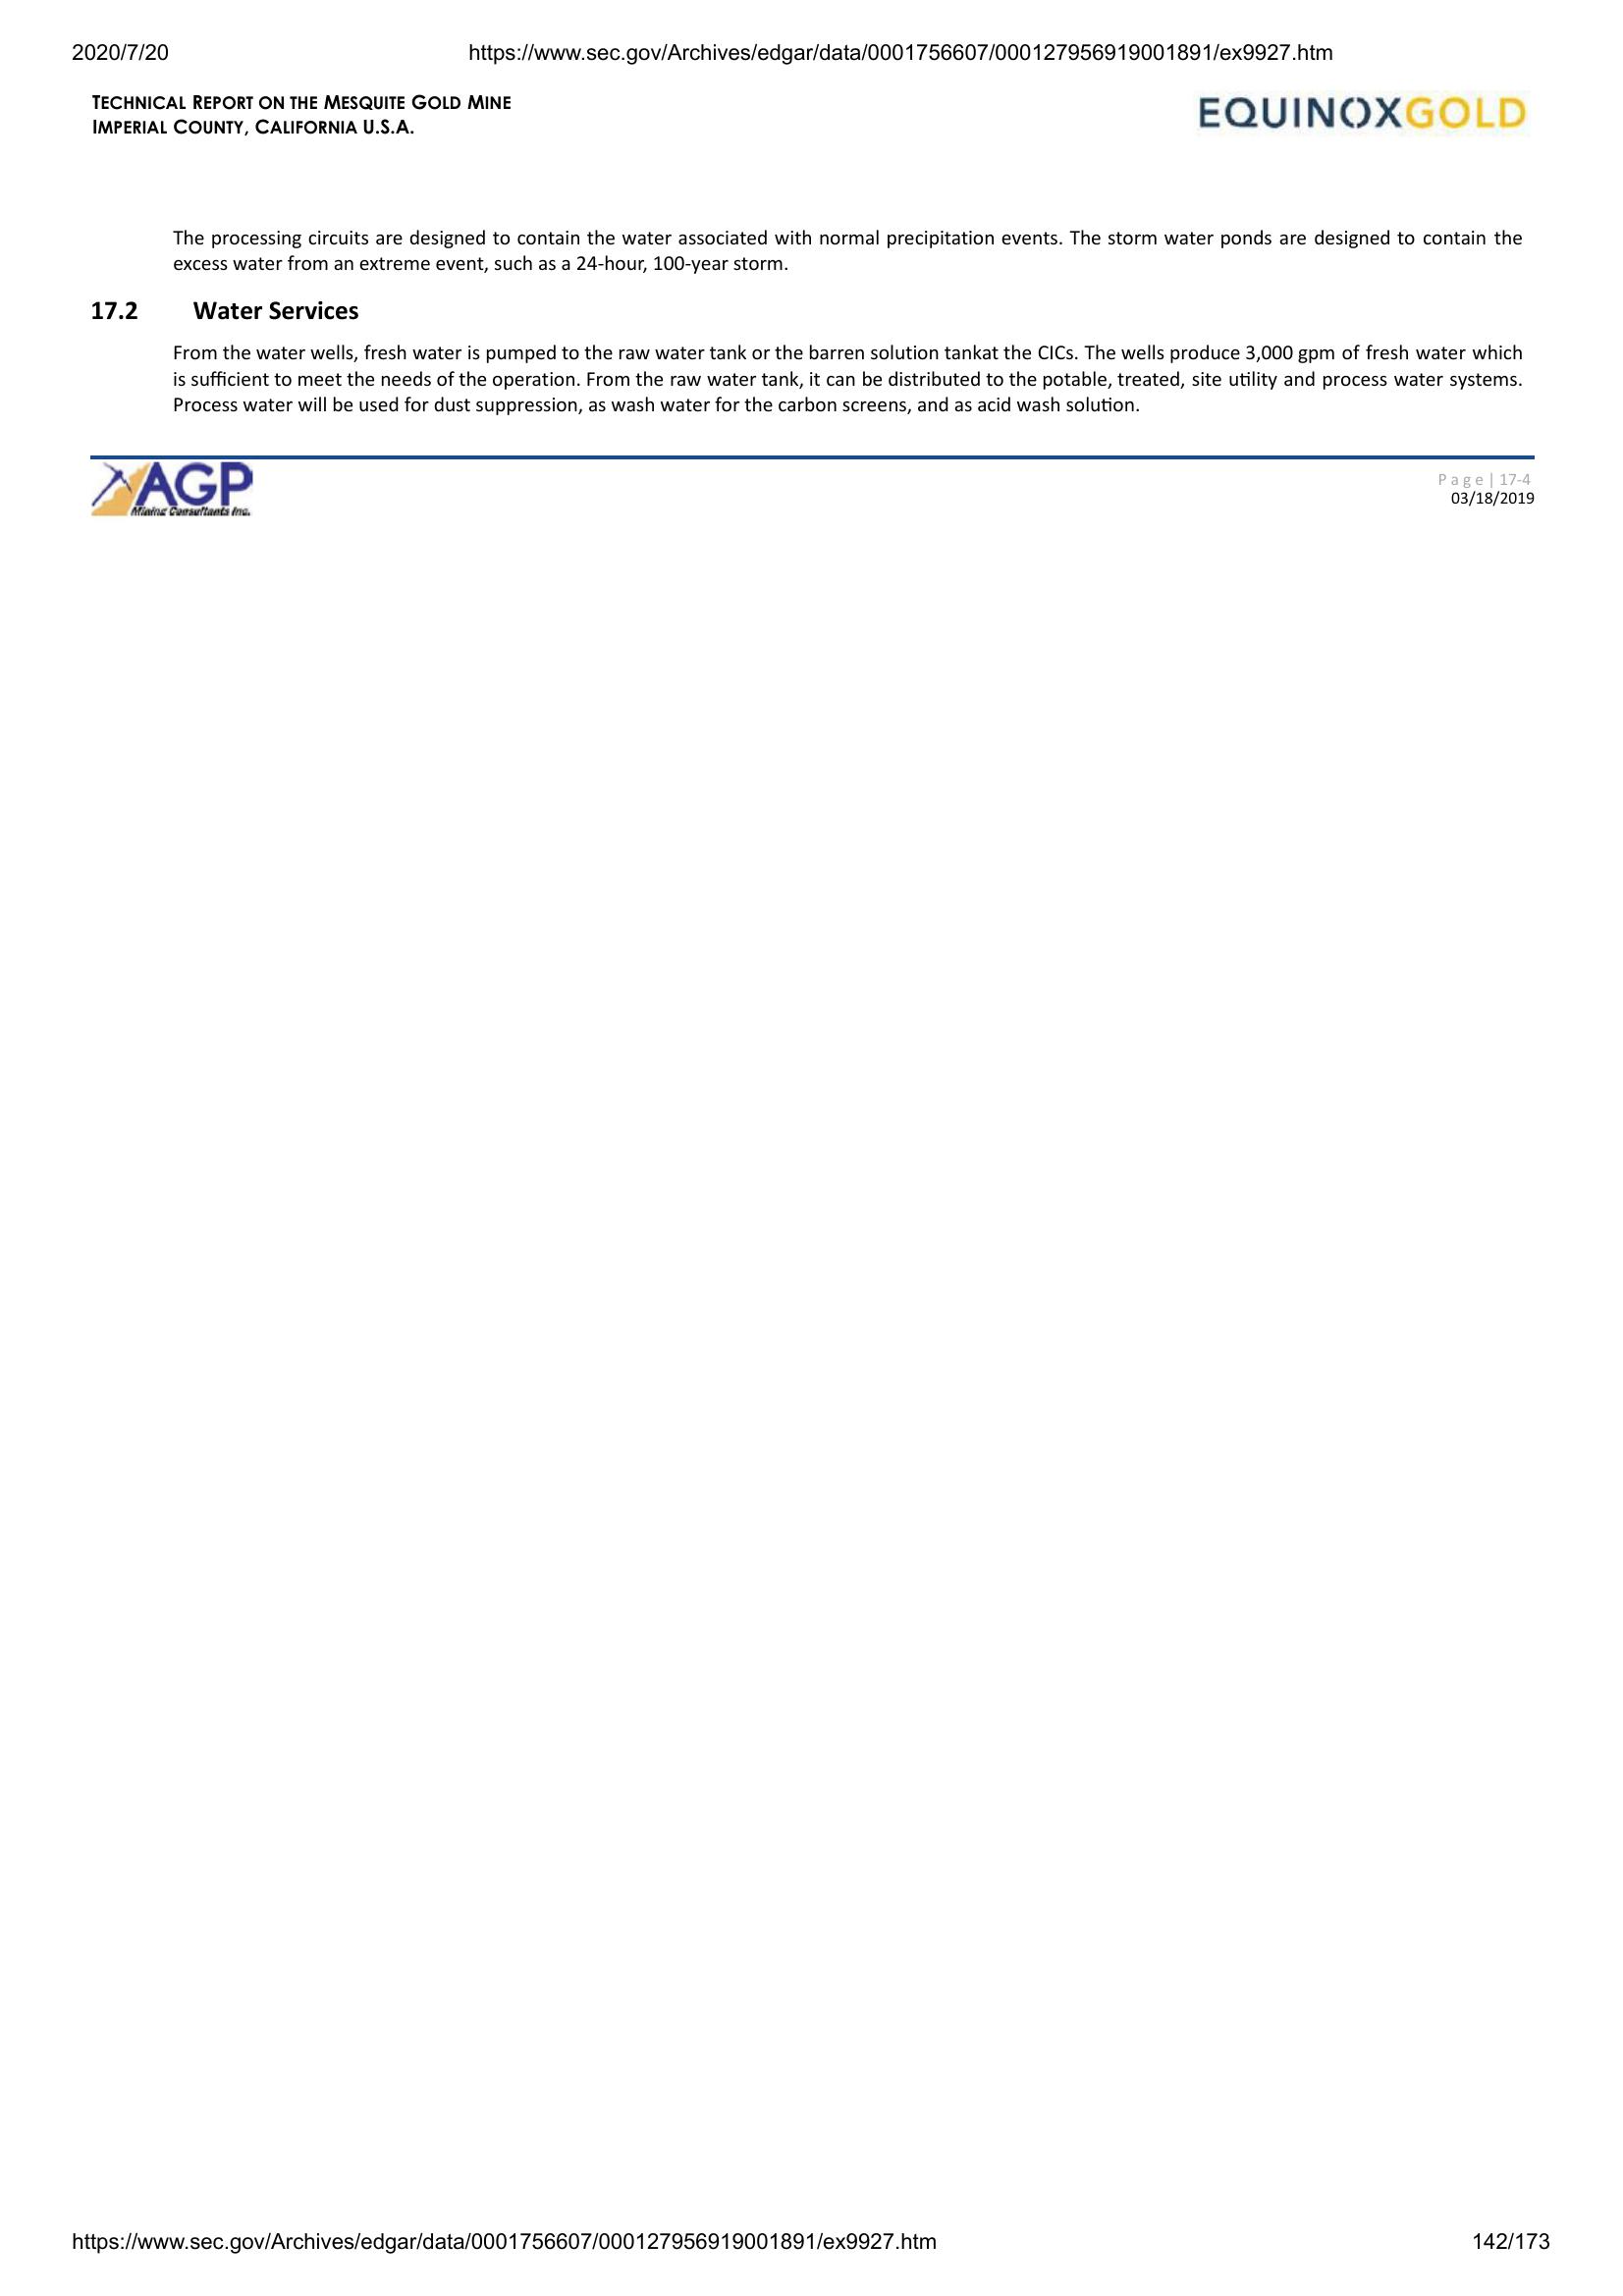 2020/7/20 https://www.sec.gov/Archives/edgar/data/0001756607/000127956919001891/ex9927.htm
TECHNICAL REPORT ON THE MESQUITE GOLD MINE
IMPERIAL COUNTY, CALIFORNIA U.S.A.
EQUINOXGOLD
The processing circuits are designed to contain the water associated with normal precipitation events. The storm water ponds are designed to contain the
excess water from an extreme event, such as a 24-hour, 100-year storm.
17.2 Water Services
From the water wells, fresh water is pumped to the raw water tank or the barren solution tankat the CICs. The wells produce 3,000 gpm of fresh water which
is sufficient to meet the needs of the operation. From the raw water tank, it can be distributed to the potable, treated, site utility and process water systems.
Process water will be used for dust suppression, as wash water for the carbon screens, and as acid wash solution.
AGP
Mining Consultants Inc.
Page | 17-4
03/18/2019
https://www.sec.gov/Archives/edgar/data/0001756607/000127956919001891/ex9927.htm 142/173